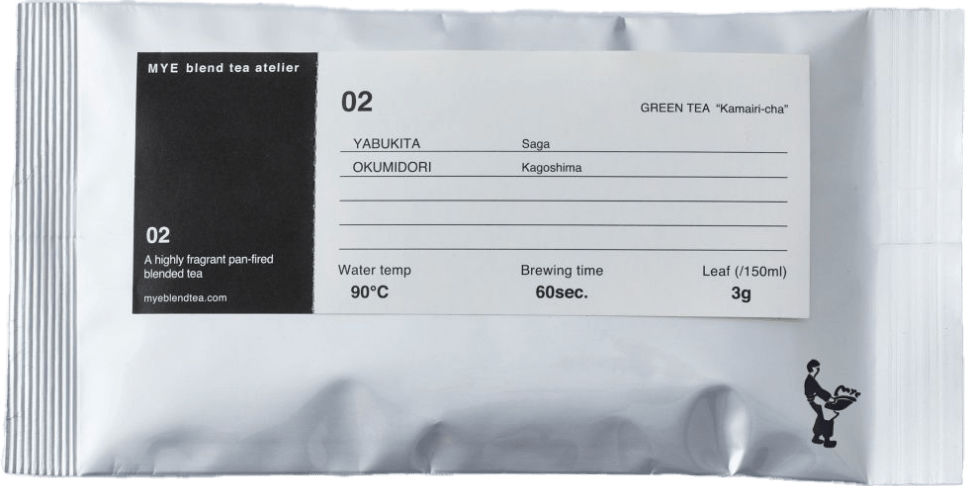 MYE blend tea atelier
02
A highly fragrant pan-fired
blended tea
myeblendtea.com
02
GREEN TEA "Kamairi-cha"
YABUKITA Saga
OKUMIDORI Kagoshima
Water temp Brewing time Leaf (/150ml)
90°C 60sec. 3g